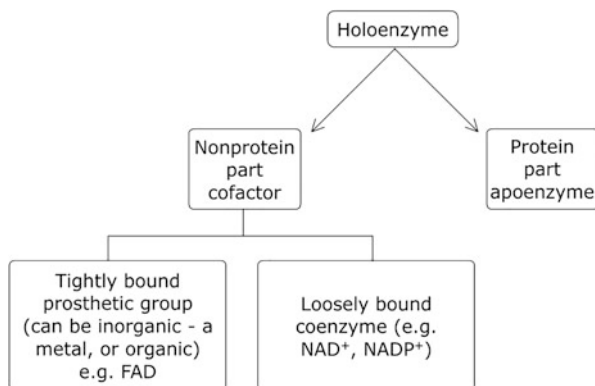 Holoenzyme
Nonprotein
part
cofactor
Protein
part
apoenzyme
Tightly bound
prosthetic group
(can be inorganic - a
metal, or organic)
e.g. FAD
Loosely bound
coenzyme (e.g.
NAD⁺, NADP⁺)